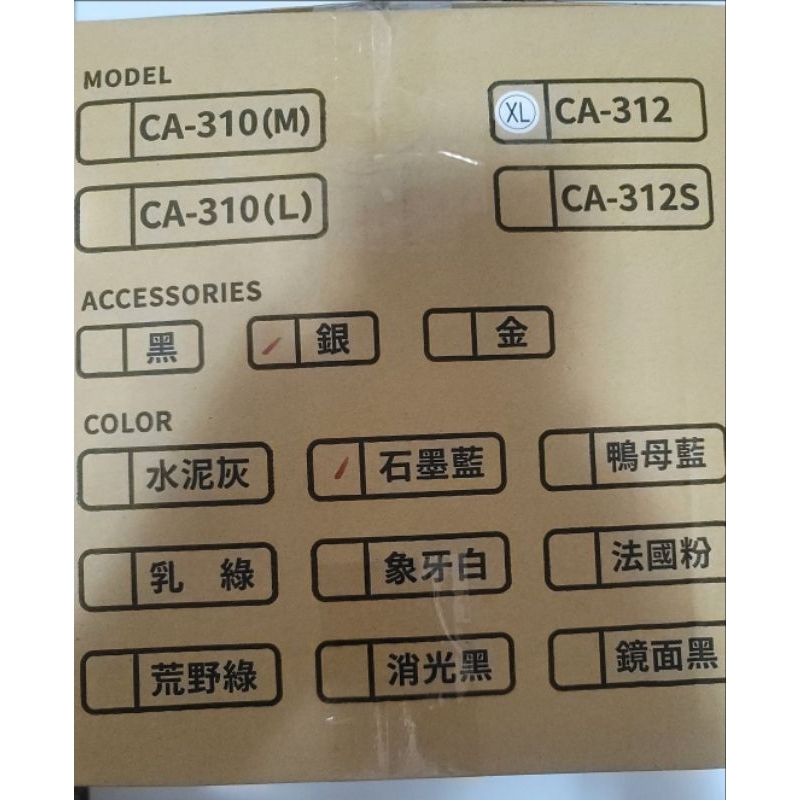 MODEL
CA-310(M)
XL CA-312
CA-310(L)
CA-312S
ACCESSORIES
黑 銀 金
COLOR
水泥灰 石墨藍 鴨母藍
乳 綠 象牙白 法國粉
荒野綠 消光黑 鏡面黑